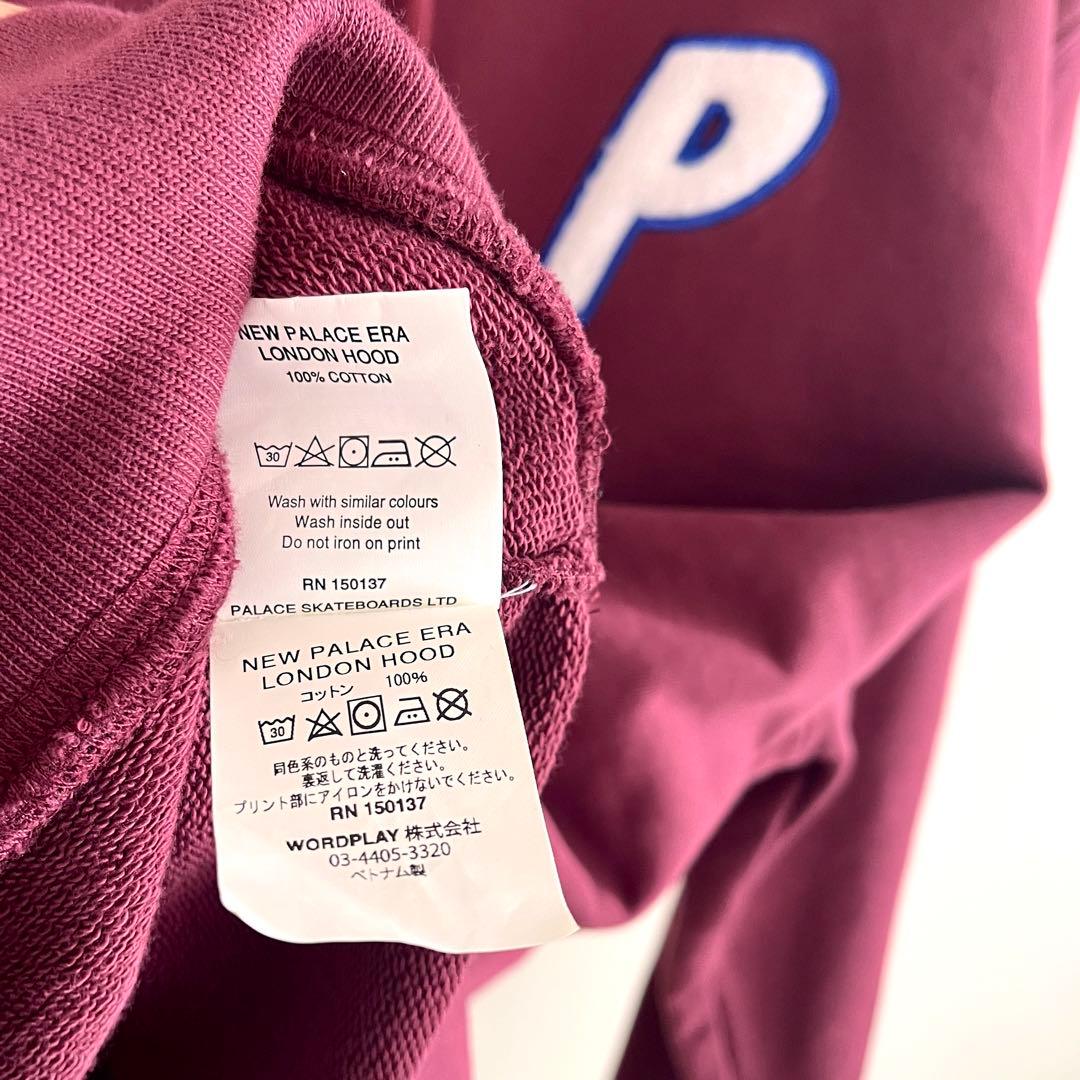 P
NEW PALACE ERA
LONDON HOOD
100% COTTON
30
Wash with similar colours
Wash inside out
Do not iron on print
RN 150137
PALACE SKATEBOARDS LTD
NEW PALACE ERA
LONDON HOOD
コットン 100%
30
同色系のものと洗ってください。
裏返して洗濯ください。
プリント部にアイロンをかけないでください。
RN 150137
WORDPLAY 株式会社
03-4405-3320
ベトナム製